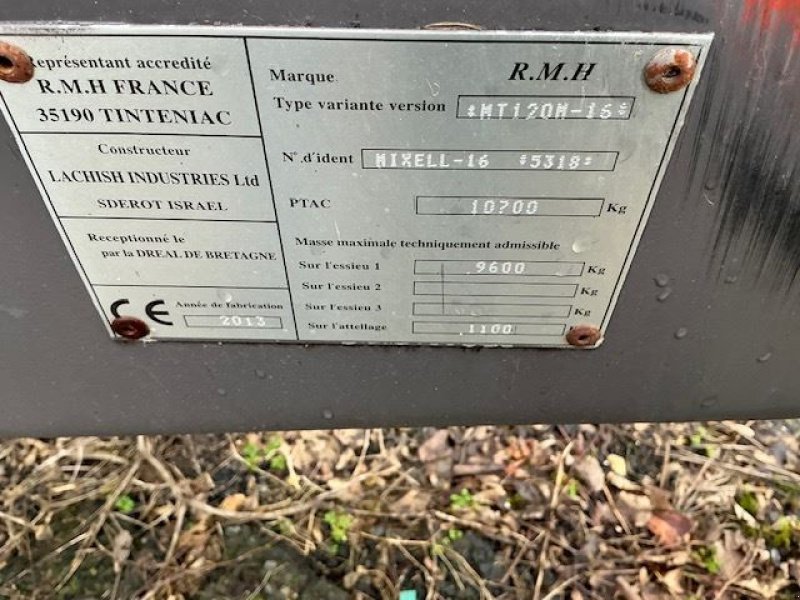 Représentant accredité
R.M.H FRANCE
35190 TINTENIAC
Constructeur
LACHISH INDUSTRIES Ltd
SDEROT ISRAEL
Receptionné le
par la DREAL DE BRETAGNE
CE
Année de fabrication
2013
Marque R.M.H
Type variante version *MT170M-16*
N°.d'ident MIXELL-16 *5318*
PTAC 10700 Kg
Masse maximale techniquement admissible
Sur l'essieu 1 9600 Kg
Sur l'essieu 2 Kg
Sur l'essieu 3 Kg
Sur l'attellage 1100